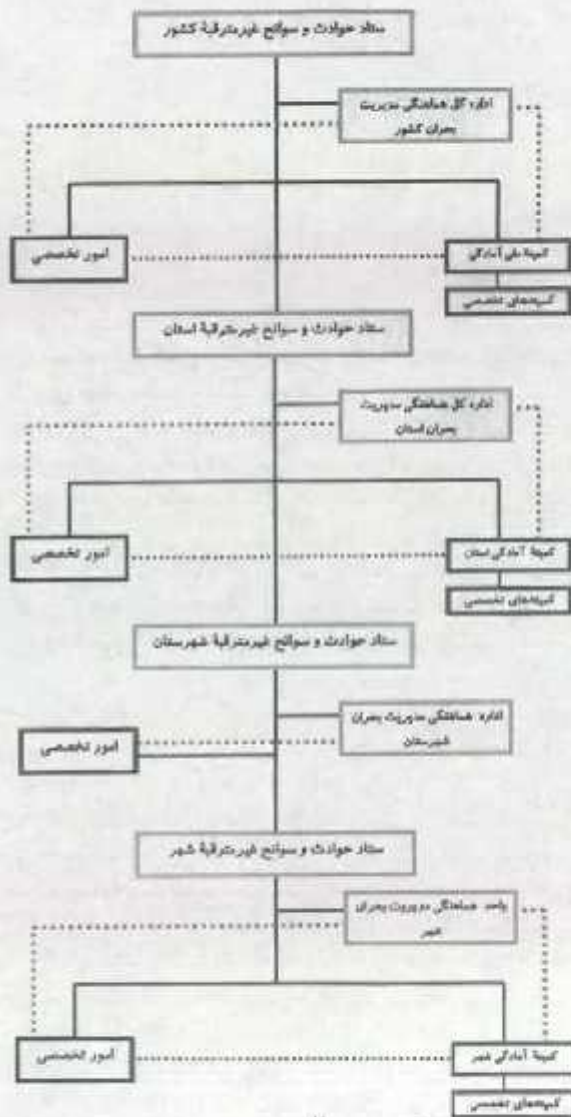 ستاد حوادث و سوانح غیرمترقبهٔ کشور
اداره کل هماهنگی مدیریت
بحران کشور
امور تخصصی
کمیتهٔ ملی آمادگی
کمیته‌های تخصصی
ستاد حوادث و سوانح غیرمترقبهٔ استان
اداره کل هماهنگی مدیریت
بحران استان
امور تخصصی
کمیتهٔ آمادگی استان
کمیته‌های تخصصی
ستاد حوادث و سوانح غیرمترقبهٔ شهرستان
اداره هماهنگی مدیریت بحران
شهرستان
امور تخصصی
ستاد حوادث و سوانح غیرمترقبهٔ شهر
واحد هماهنگی مدیریت بحران
شهر
امور تخصصی
کمیتهٔ آمادگی شهر
کمیته‌های تخصصی